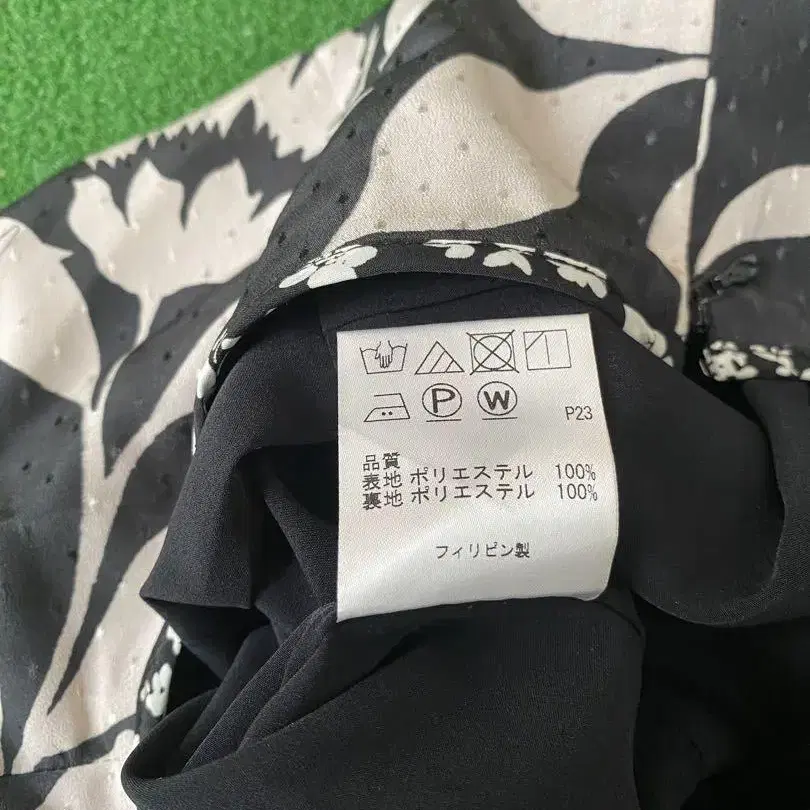 P W
P23
品質
表地 ポリエステル 100%
裏地 ポリエステル 100%
フィリピン製